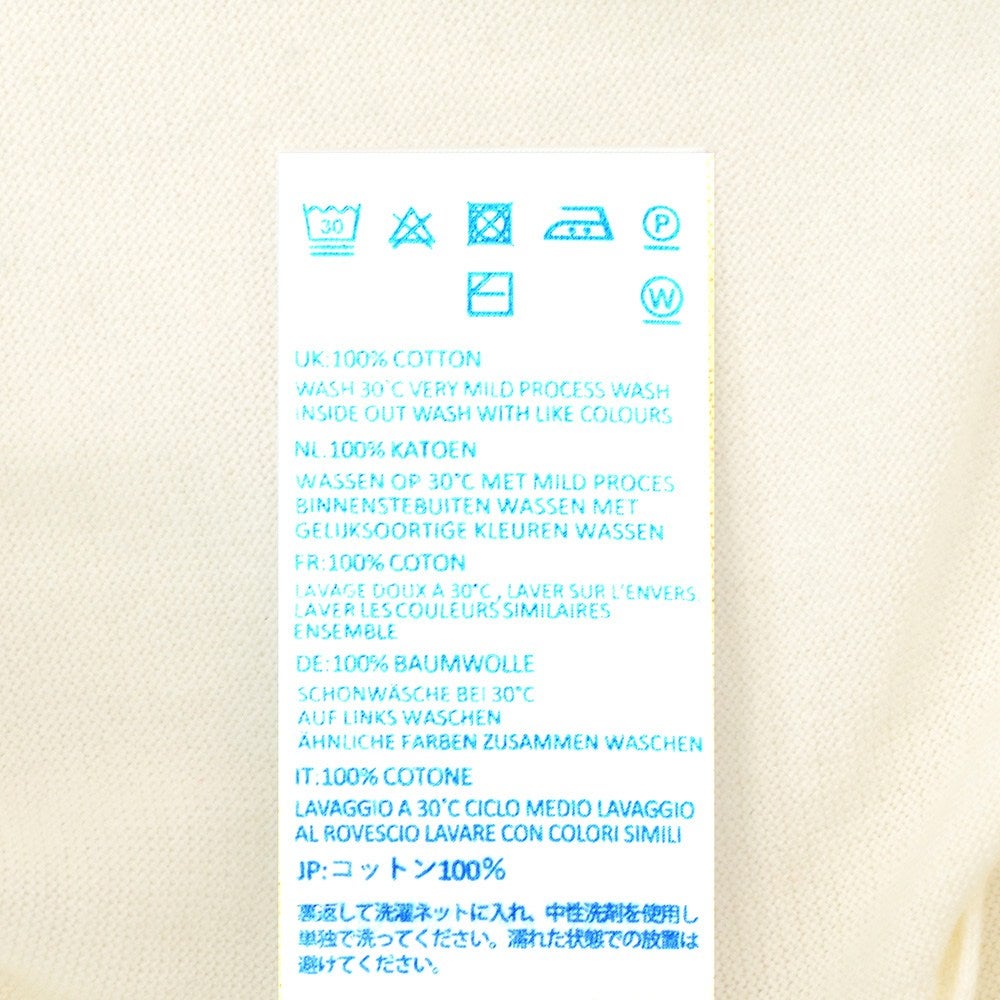 30
P
W
UK:100% COTTON
WASH 30°C VERY MILD PROCESS WASH
INSIDE OUT WASH WITH LIKE COLOURS
NL.100% KATOEN
WASSEN OP 30°C MET MILD PROCES
BINNENSTEBUITEN WASSEN MET
GELIJKSOORTIGE KLEUREN WASSEN
FR:100% COTON
LAVAGE DOUX A 30°C, LAVER SUR L'ENVERS.
LAVER LES COULEURS SIMILAIRES
ENSEMBLE
DE:100% BAUMWOLLE
SCHONWÄSCHE BEI 30°C
AUF LINKS WASCHEN
ÄHNLICHE FARBEN ZUSAMMEN WASCHEN
IT.100% COTONE
LAVAGGIO A 30°C CICLO MEDIO LAVAGGIO
AL ROVESCIO LAVARE CON COLORI SIMILI
JP:コットン100%
裏返して洗濯ネットに入れ、中性洗剤を使用し
単独で洗ってください。濡れた状態での放置は
避けてください。